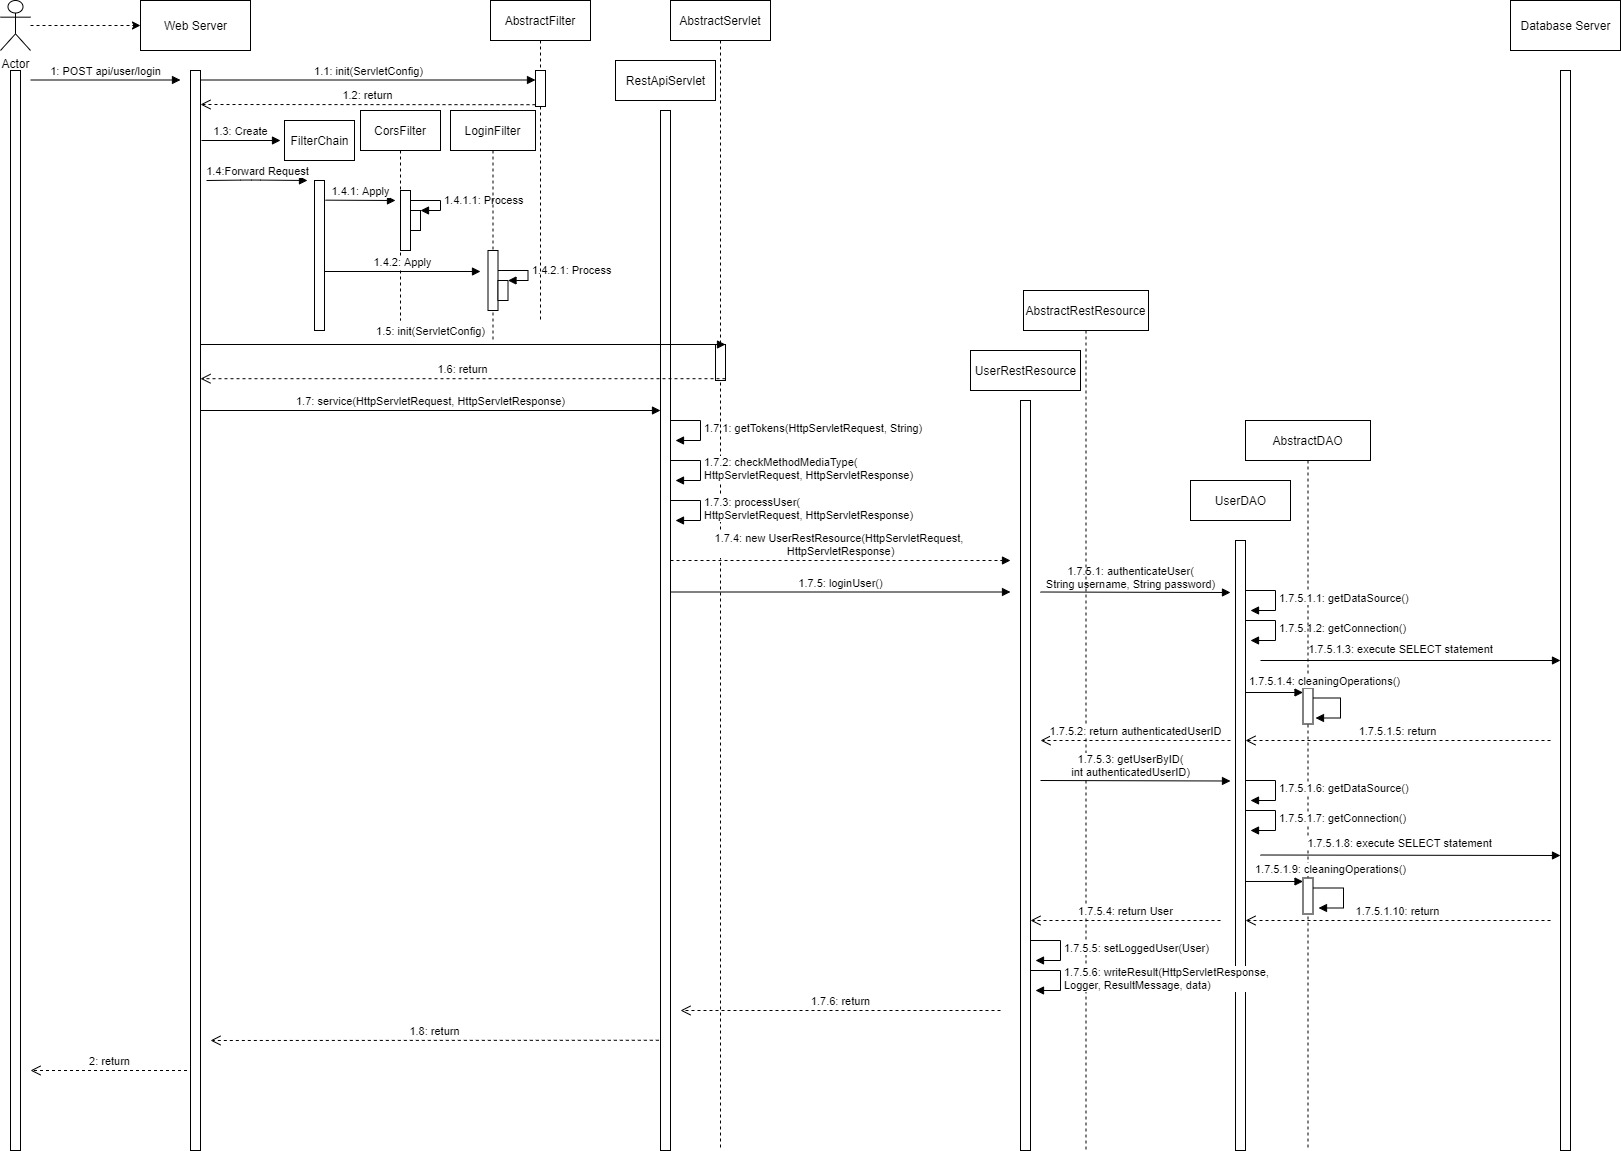 Web Server
AbstractFilter
AbstractServlet
Database Server
Actor
1: POST api/user/login
1.1: init(ServletConfig)
RestApiServlet
1.2: return
1.3: Create
FilterChain
CorsFilter
LoginFilter
1.4:Forward Request
1.4.1: Apply
1.4.1.1: Process
1.4.2: Apply
1.4.2.1: Process
AbstractRestResource
1.5: init(ServletConfig)
1.6: return
UserRestResource
1.7: service(HttpServletRequest, HttpServletResponse)
1.7.1: getTokens(HttpServletRequest, String)
AbstractDAO
1.7.2: checkMethodMediaType(
HttpServletRequest, HttpServletResponse)
UserDAO
1.7.3: processUser(
HttpServletRequest, HttpServletResponse)
1.7.4: new UserRestResource(HttpServletRequest,
HttpServletResponse)
1.7.5: loginUser()
1.7.5.1: authenticateUser(
String username, String password)
1.7.5.1.1: getDataSource()
1.7.5.1.2: getConnection()
1.7.5.1.3: execute SELECT statement
1.7.5.1.4: cleaningOperations()
1.7.5.2: return authenticatedUserID
1.7.5.1.5: return
1.7.5.3: getUserByID(
int authenticatedUserID)
1.7.5.1.6: getDataSource()
1.7.5.1.7: getConnection()
1.7.5.1.8: execute SELECT statement
1.7.5.1.9: cleaningOperations()
1.7.5.4: return User
1.7.5.1.10: return
1.7.5.5: setLoggedUser(User)
1.7.5.6: writeResult(HttpServletResponse,
Logger, ResultMessage, data)
1.7.6: return
1.8: return
2: return